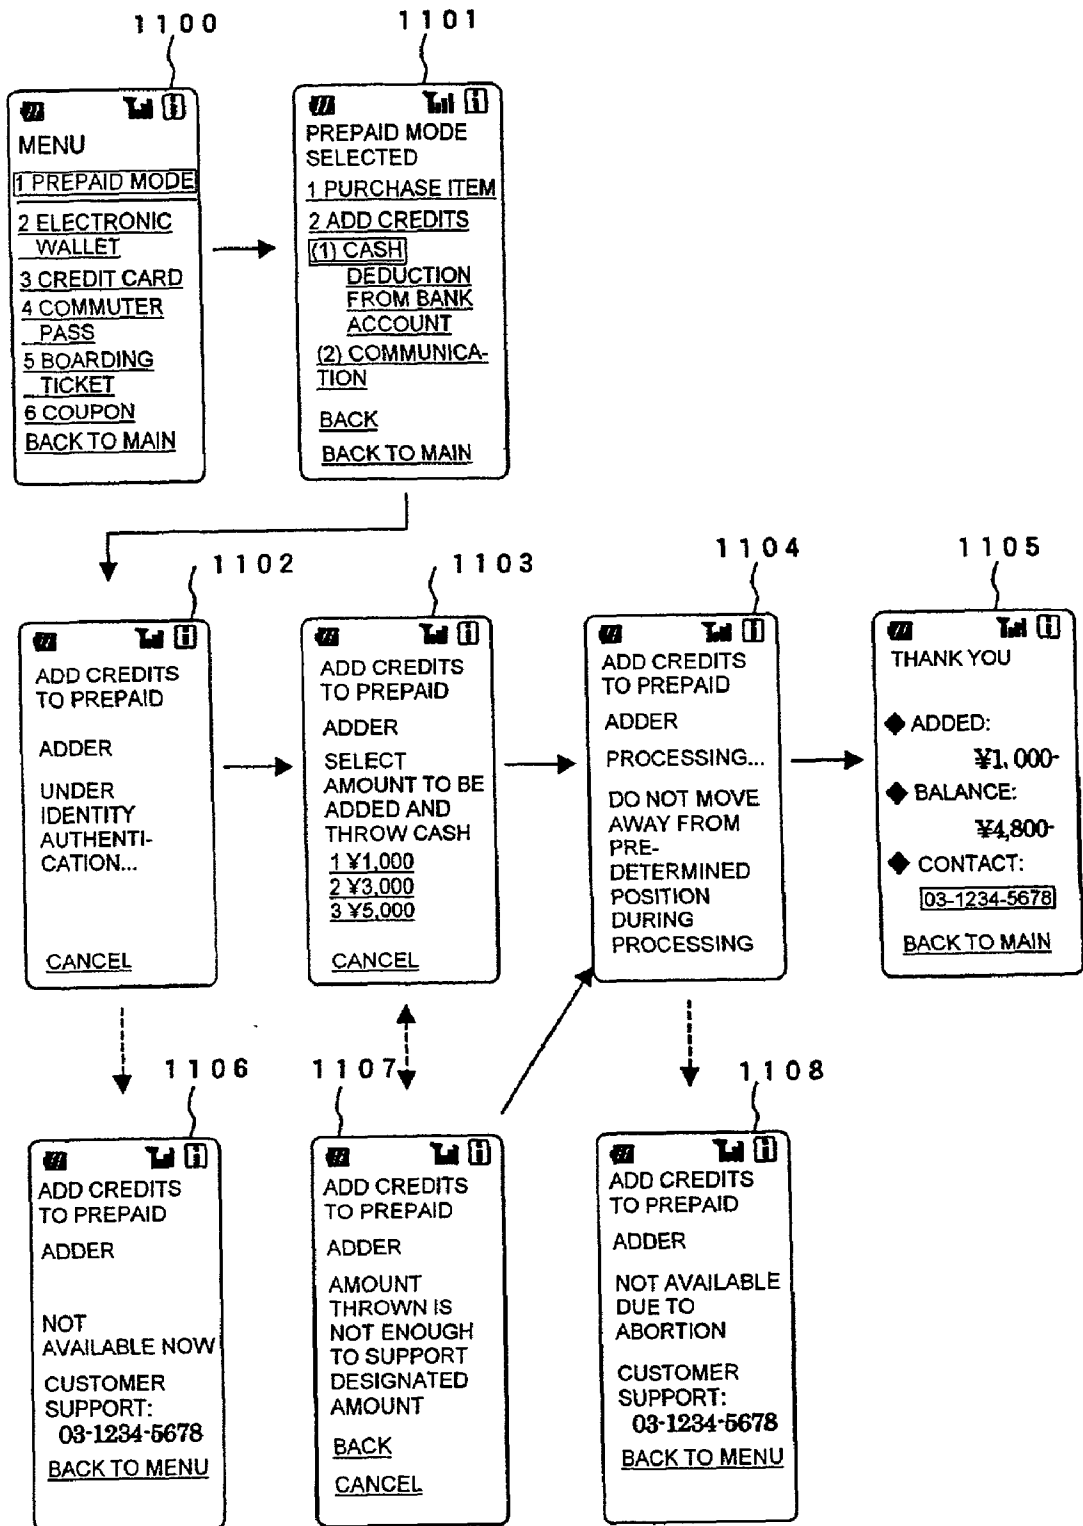 1100
MENU
1 PREPAID MODE
2 ELECTRONIC
WALLET
3 CREDIT CARD
4 COMMUTER
PASS
5 BOARDING
TICKET
6 COUPON
BACK TO MAIN
1101
PREPAID MODE
SELECTED
1 PURCHASE ITEM
2 ADD CREDITS
(1) CASH
DEDUCTION
FROM BANK
ACCOUNT
(2) COMMUNICA-
TION
BACK
BACK TO MAIN
1102
ADD CREDITS
TO PREPAID
ADDER
UNDER
IDENTITY
AUTHENTI-
CATION...
CANCEL
1103
ADD CREDITS
TO PREPAID
ADDER
SELECT
AMOUNT TO BE
ADDED AND
THROW CASH
1 ¥1,000
2 ¥3,000
3 ¥5,000
CANCEL
1104
ADD CREDITS
TO PREPAID
ADDER
PROCESSING...
DO NOT MOVE
AWAY FROM
PRE-
DETERMINED
POSITION
DURING
PROCESSING
1105
THANK YOU
◆ ADDED:
¥1,000-
◆ BALANCE:
¥4,800-
◆ CONTACT:
03-1234-5678
BACK TO MAIN
1106
ADD CREDITS
TO PREPAID
ADDER
NOT
AVAILABLE NOW
CUSTOMER
SUPPORT:
03-1234-5678
BACK TO MENU
1107
ADD CREDITS
TO PREPAID
ADDER
AMOUNT
THROWN IS
NOT ENOUGH
TO SUPPORT
DESIGNATED
AMOUNT
BACK
CANCEL
1108
ADD CREDITS
TO PREPAID
ADDER
NOT AVAILABLE
DUE TO
ABORTION
CUSTOMER
SUPPORT:
03-1234-5678
BACK TO MENU